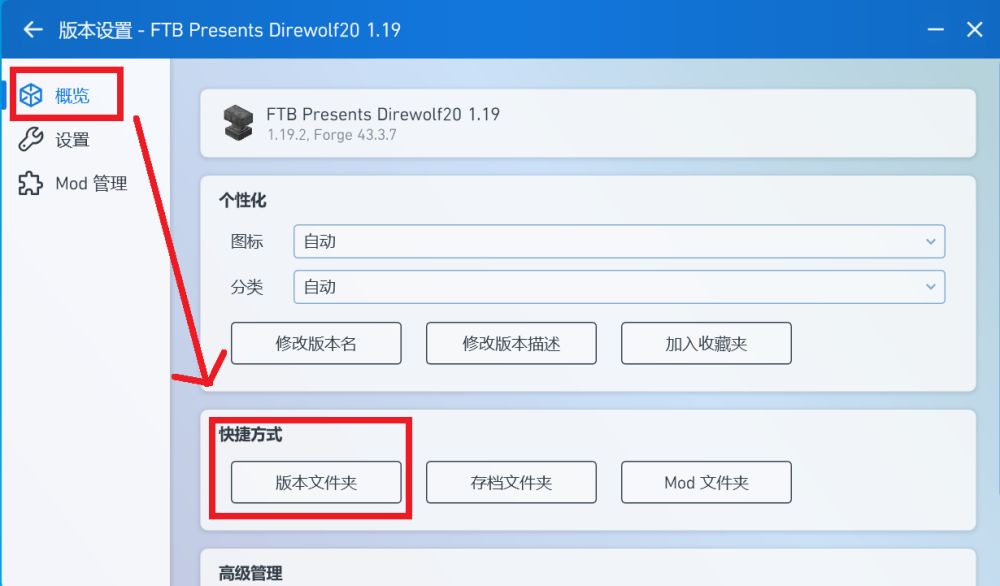 版本设置 - FTB Presents Direwolf20 1.19
概览
设置
Mod 管理
FTB Presents Direwolf20 1.19
1.19.2, Forge 43.3.7
个性化
图标
自动
分类
自动
修改版本名
修改版本描述
加入收藏夹
快捷方式
版本文件夹
存档文件夹
Mod 文件夹
高级管理